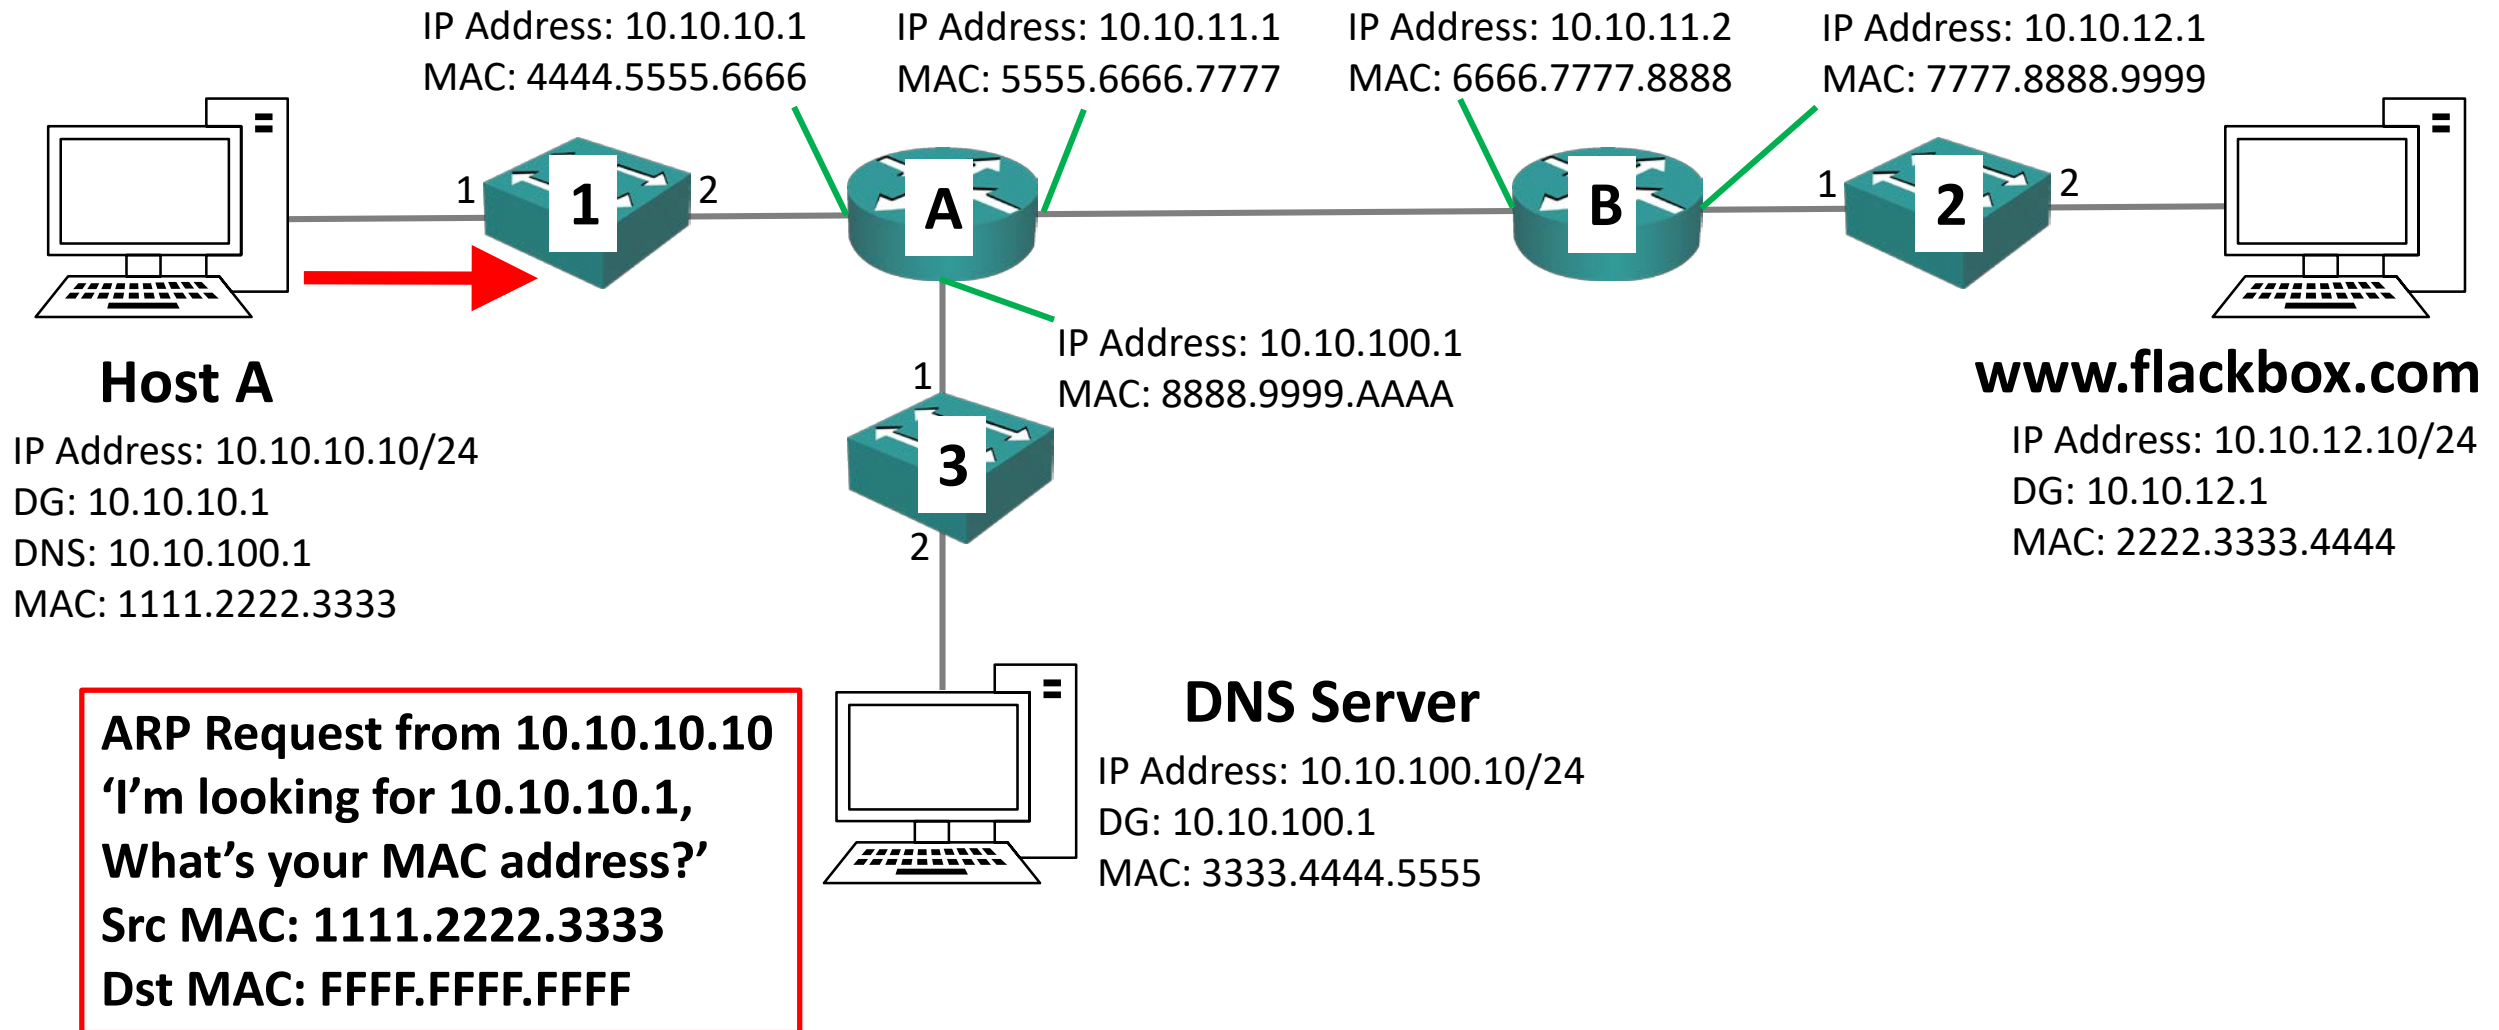 IP Address: 10.10.10.1
MAC: 4444.5555.6666
IP Address: 10.10.11.1
MAC: 5555.6666.7777
IP Address: 10.10.11.2
MAC: 6666.7777.8888
IP Address: 10.10.12.1
MAC: 7777.8888.9999
1
1
2
A
B
1
2
2
IP Address: 10.10.100.1
MAC: 8888.9999.AAAA
1
3
2
Host A
IP Address: 10.10.10.10/24
DG: 10.10.10.1
DNS: 10.10.100.1
MAC: 1111.2222.3333
www.flackbox.com
IP Address: 10.10.12.10/24
DG: 10.10.12.1
MAC: 2222.3333.4444
DNS Server
IP Address: 10.10.100.10/24
DG: 10.10.100.1
MAC: 3333.4444.5555
ARP Request from 10.10.10.10
‘I’m looking for 10.10.10.1,
What’s your MAC address?’
Src MAC: 1111.2222.3333
Dst MAC: FFFF.FFFF.FFFF